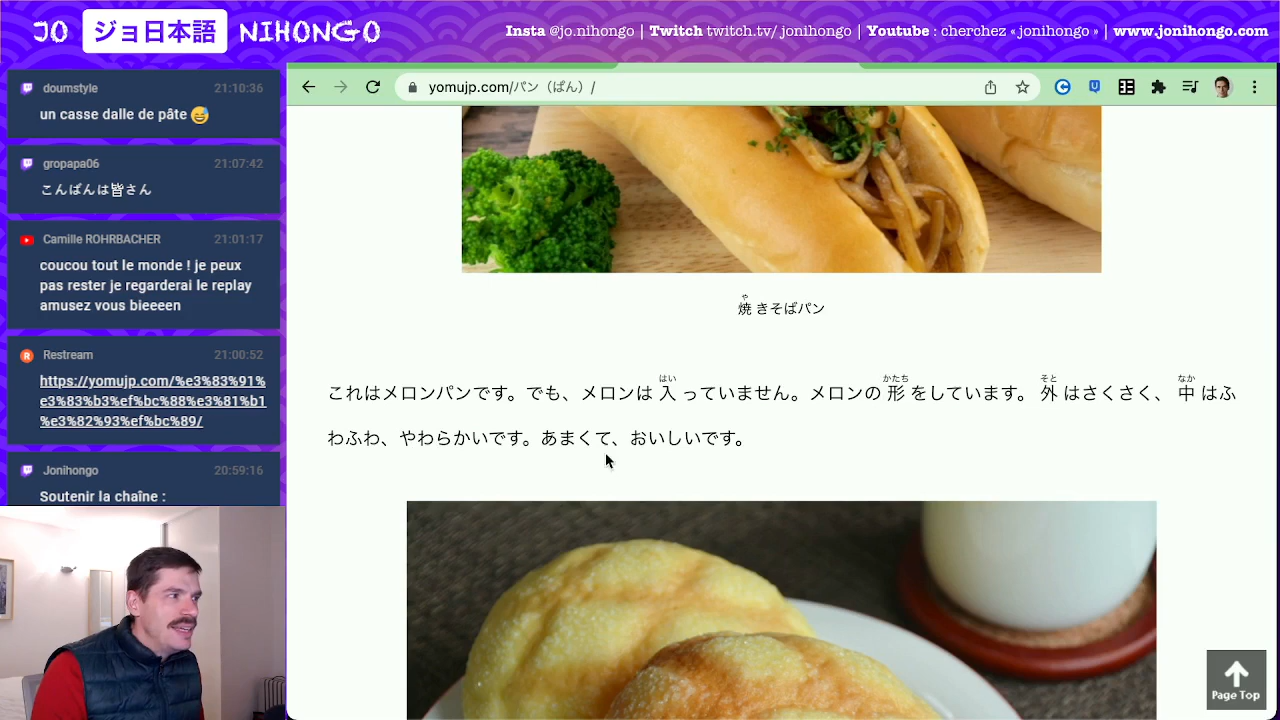 JO ジョ日本語 NIHONGO
Insta @jo.nihongo | Twitch twitch.tv/jonihongo | Youtube : cherchez « jonihongo » | www.jonihongo.com
doumstyle 21:10:36
un casse dalle de pâte 😅
gropapa06 21:07:42
こんばんは皆さん
Camille ROHRBACHER 21:01:17
coucou tout le monde ! je peux
pas rester je regarderai le replay
amusez vous bieeeen
Restream 21:00:52
https://yomujp.com/%e3%83%91%
e3%83%b3%ef%bc%88%e3%81%b1
%e3%82%93%ef%bc%89/
Jonihongo 20:59:16
Soutenir la chaîne :
yomujp.com/パン（ぱん）/
や
焼きそばパン
はい かたち そと なか
これはメロンパンです。でも、メロンは入っていません。メロンの形をしています。外はさくさく、中はふ
わふわ、やわらかいです。あまくて、おいしいです。
Page Top